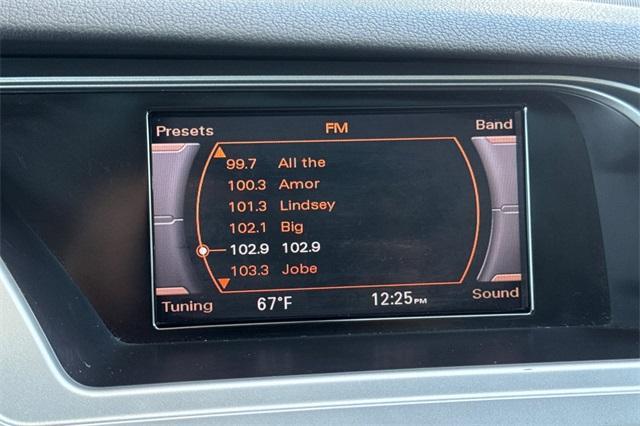 Presets FM Band
99.7 All the
100.3 Amor
101.3 Lindsey
102.1 Big
102.9 102.9
103.3 Jobe
Tuning 67°F 12:25PM Sound